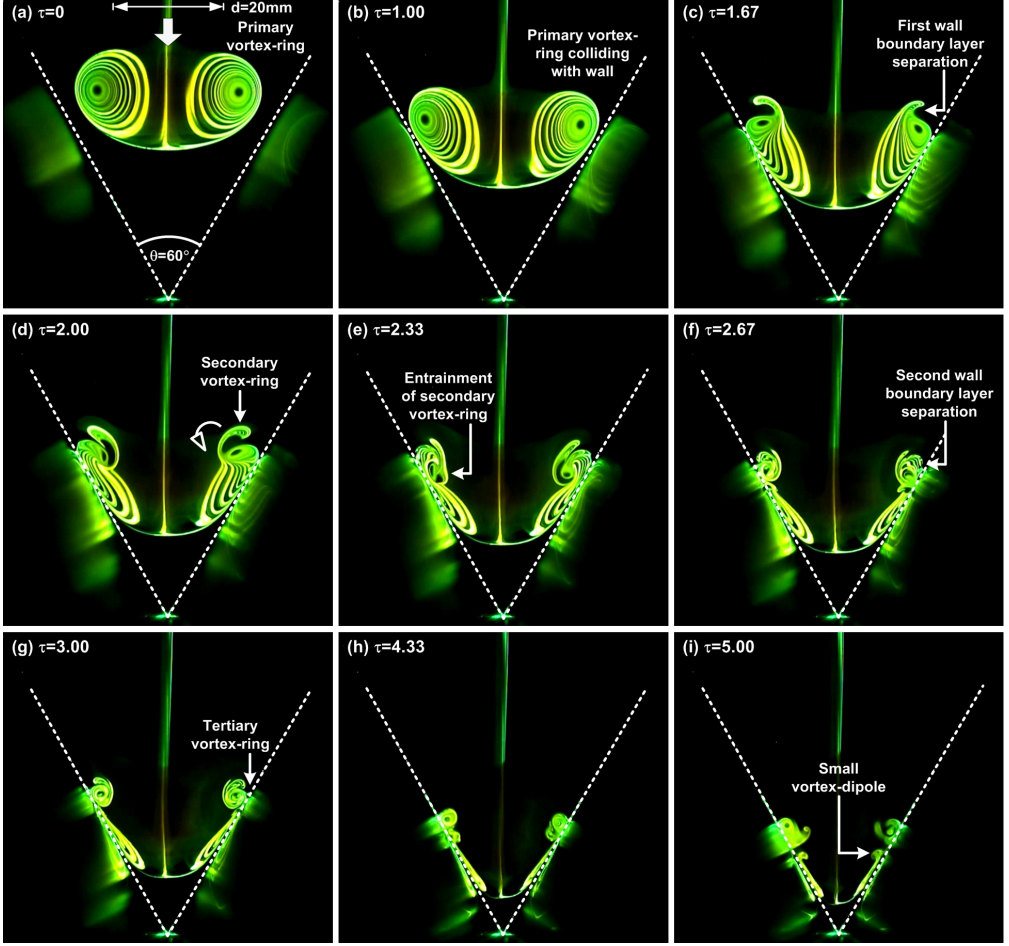 (a) τ=0
d=20mm
Primary
vortex-ring
θ=60°
(b) τ=1.00
Primary vortex-
ring colliding
with wall
(c) τ=1.67
First wall
boundary layer
separation
(d) τ=2.00
Secondary
vortex-ring
(e) τ=2.33
Entrainment
of secondary
vortex-ring
(f) τ=2.67
Second wall
boundary layer
separation
(g) τ=3.00
Tertiary
vortex-ring
(h) τ=4.33
(i) τ=5.00
Small
vortex-dipole